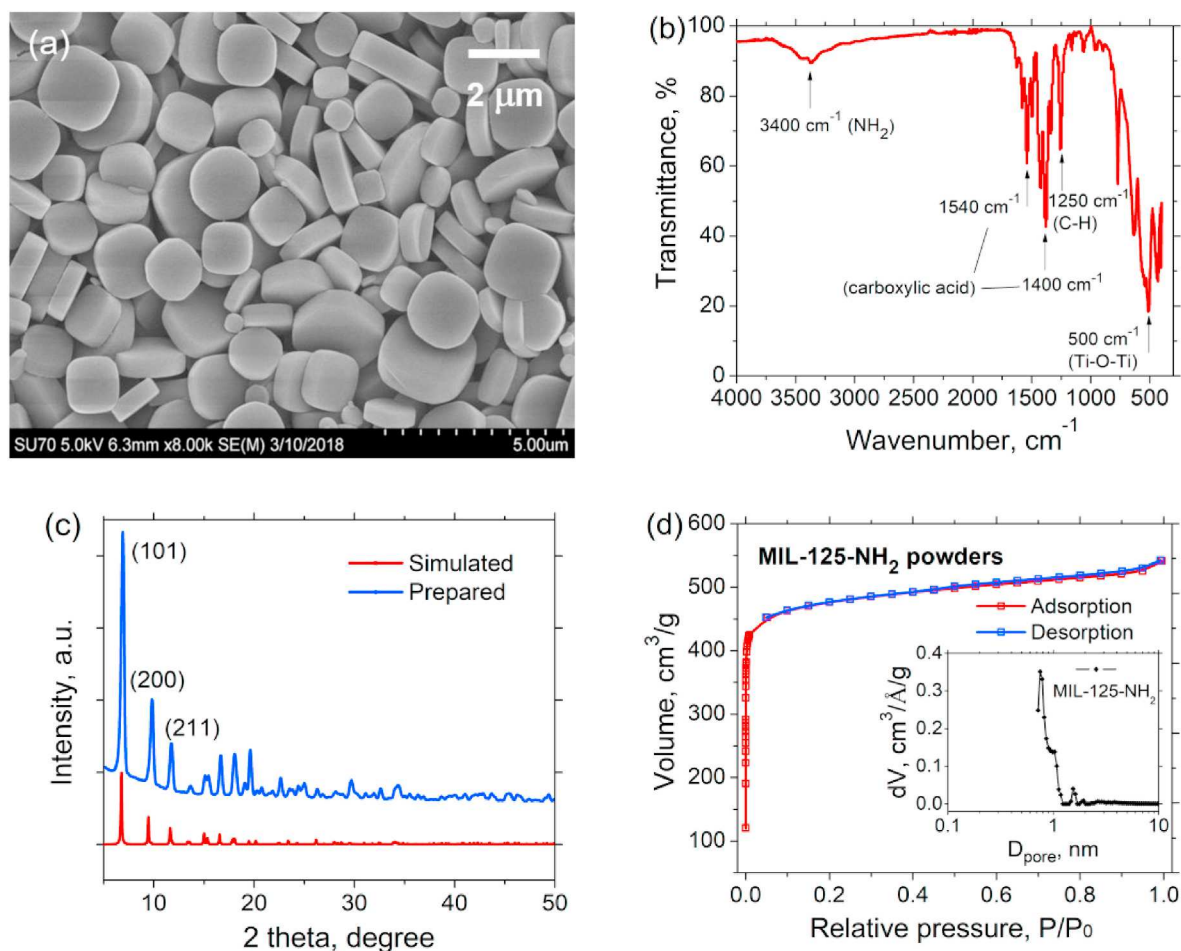 (a)
2 μm
SU70 5.0kV 6.3mm x8.00k SE(M) 3/10/2018
5.00um
(b)
100
80
60
40
20
0
Transmittance, %
3400 cm⁻¹ (NH₂)
1540 cm⁻¹
1250 cm⁻¹
(C-H)
(carboxylic acid)
1400 cm⁻¹
500 cm⁻¹
(Ti-O-Ti)
4000 3500 3000 2500 2000 1500 1000 500
Wavenumber, cm⁻¹
(c)
(101)
(200)
(211)
Simulated
Prepared
Intensity, a.u.
10 20 30 40 50
2 theta, degree
(d)
600
500
400
300
200
100
Volume, cm³/g
MIL-125-NH₂ powders
Adsorption
Desorption
0.4
0.3
0.2
0.1
0.0
dV, cm³/Å/g
MIL-125-NH₂
0.1 1 10
Dpore, nm
0.0 0.2 0.4 0.6 0.8 1.0
Relative pressure, P/P₀